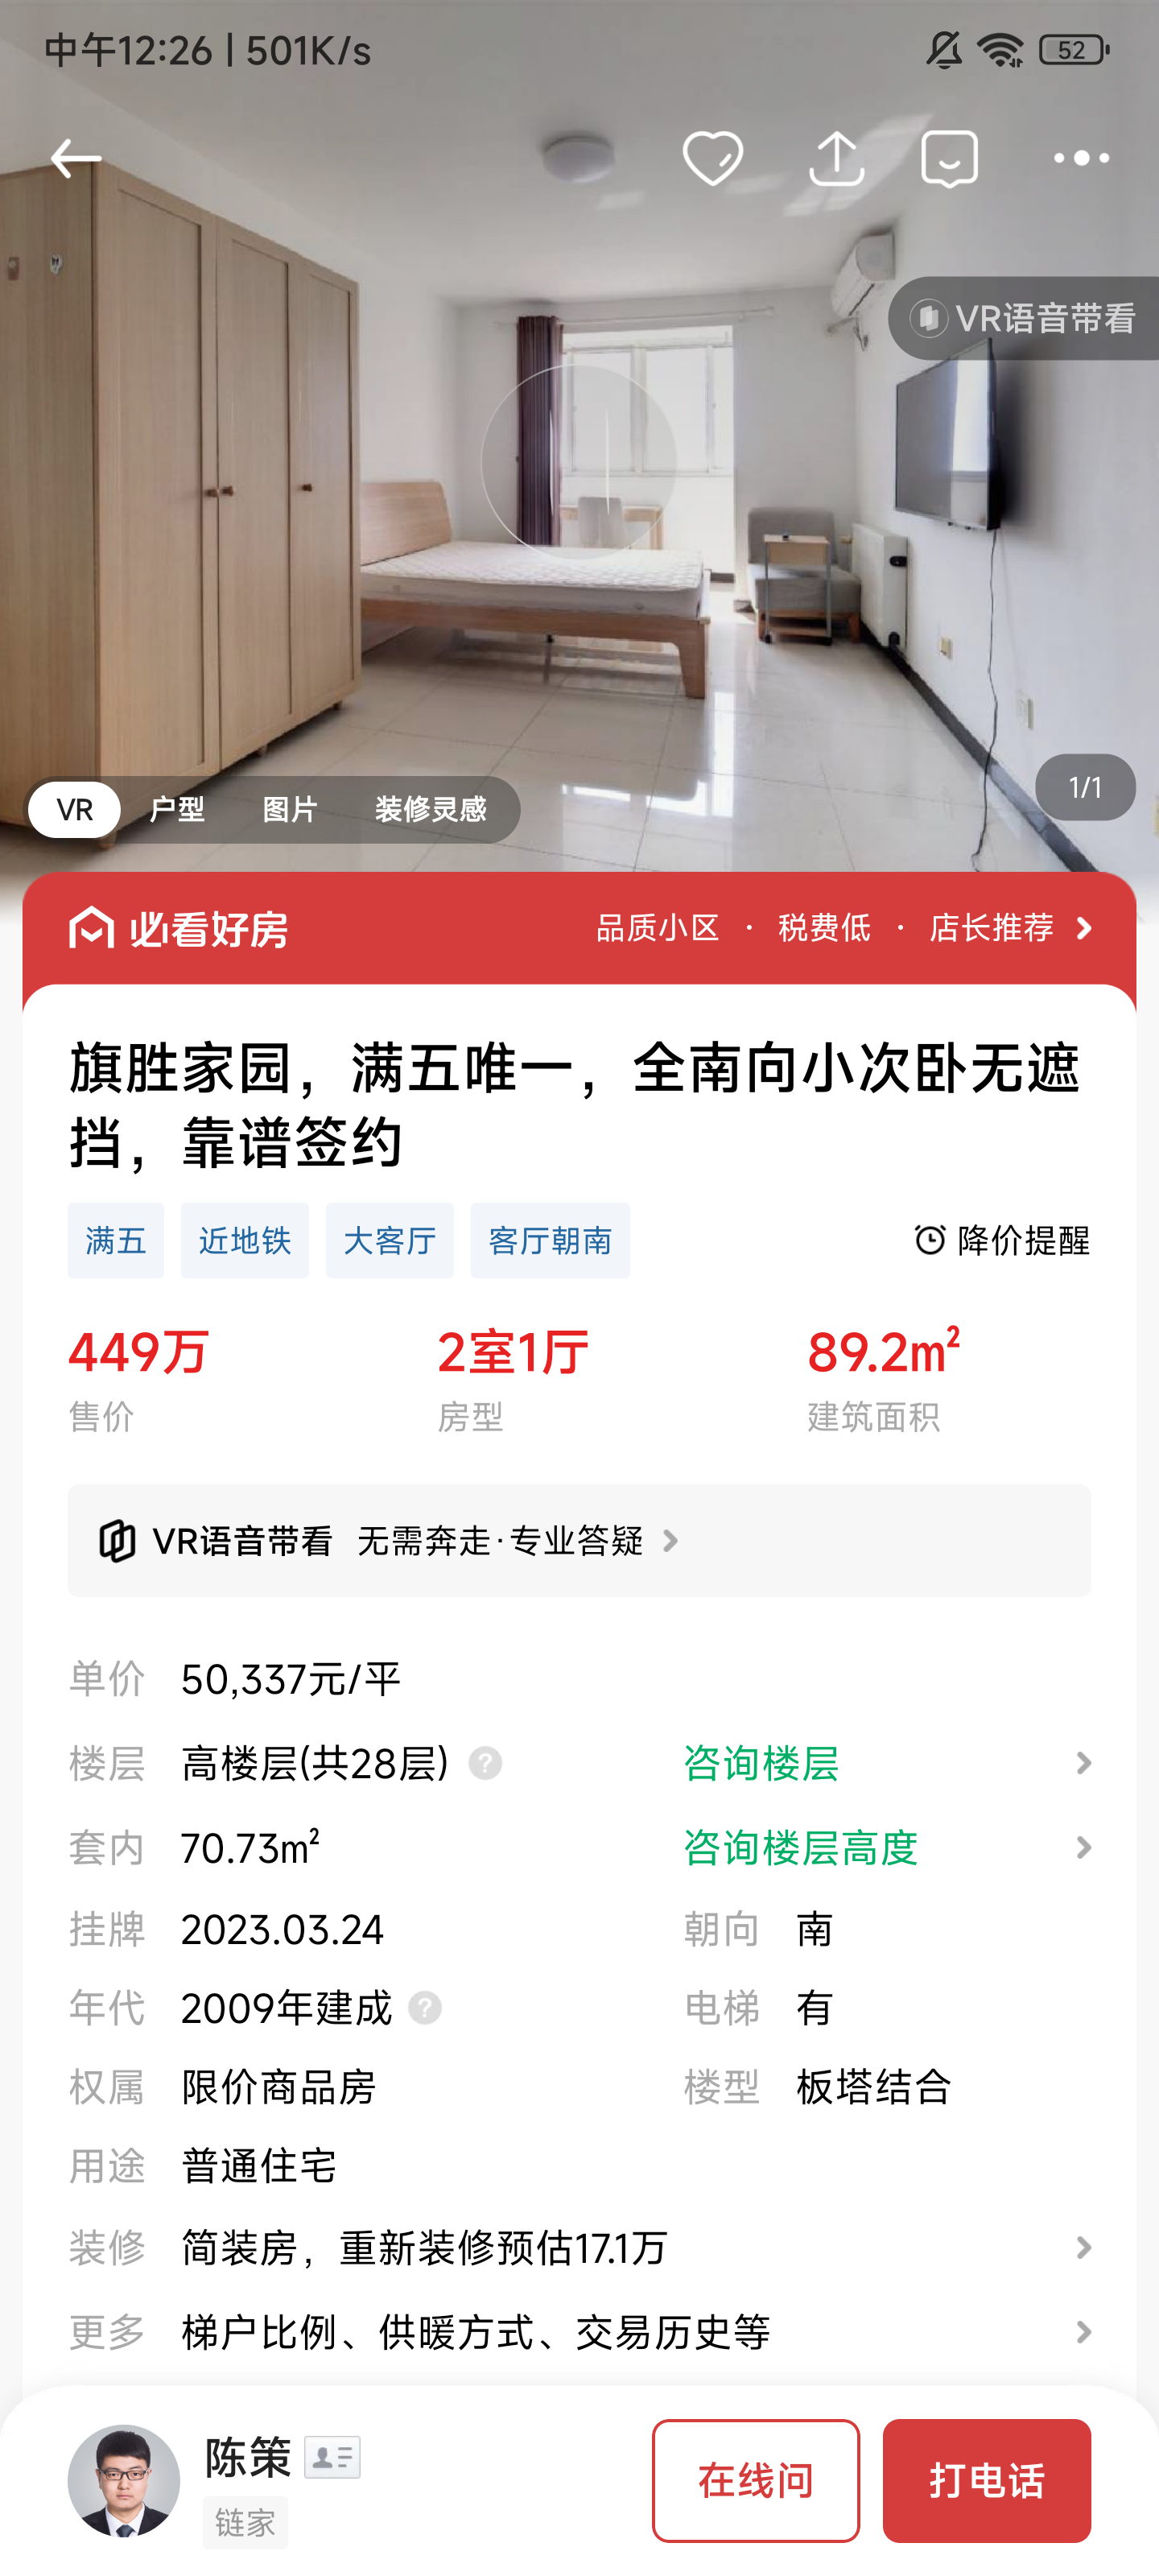 中午12:26 | 501K/s
52
VR语音带看
1/1
VR 户型 图片 装修灵感
必看好房 品质小区 · 税费低 · 店长推荐
旗胜家园，满五唯一，全南向小次卧无遮
挡，靠谱签约
满五 近地铁 大客厅 客厅朝南 降价提醒
449万 2室1厅 89.2m²
售价 房型 建筑面积
VR语音带看 无需奔走·专业答疑
单价 50,337元/平
楼层 高楼层(共28层) ? 咨询楼层
套内 70.73m² 咨询楼层高度
挂牌 2023.03.24 朝向 南
年代 2009年建成 ? 电梯 有
权属 限价商品房 楼型 板塔结合
用途 普通住宅
装修 简装房，重新装修预估17.1万
更多 梯户比例、供暖方式、交易历史等
陈策 在线问 打电话
链家